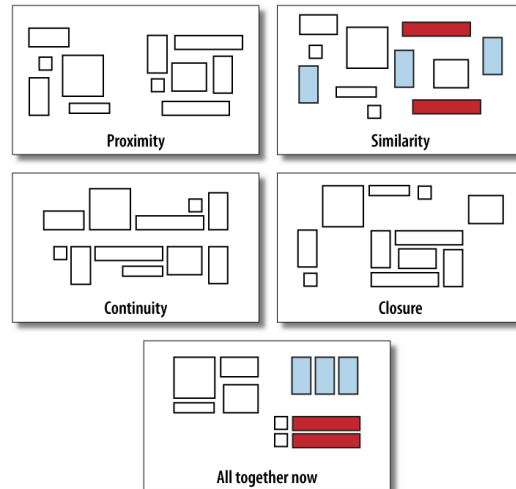 Proximity
Similarity
Continuity
Closure
All together now